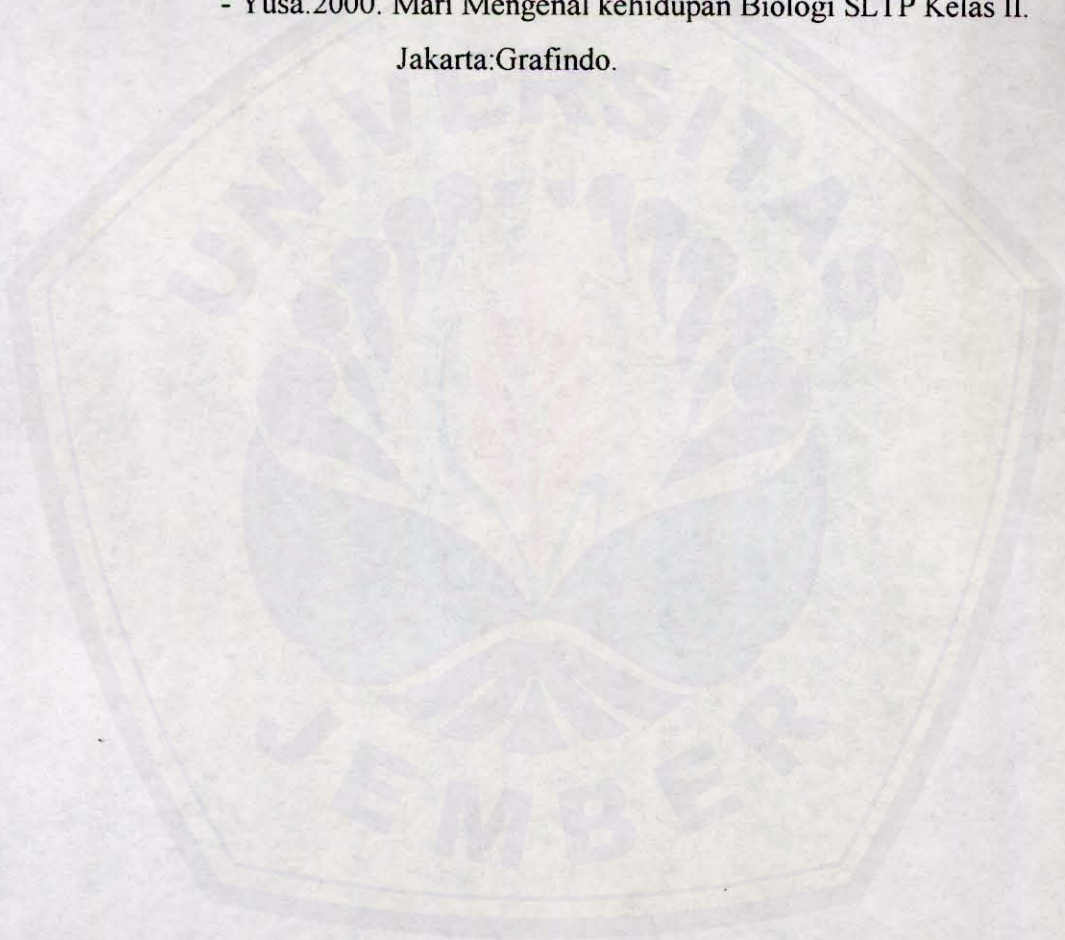 - Yusa.2000. Mari Mengenal kehidupan Biologi SLTP Kelas II.
Jakarta:Grafindo.
UNIVERSITAS
JEMBER